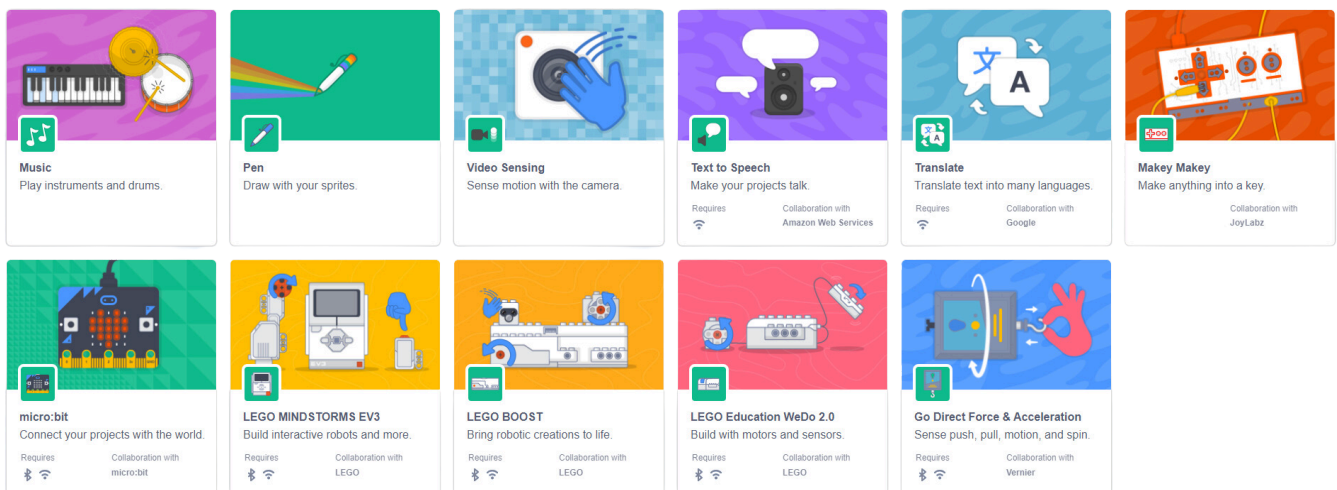 文
A
文
A
Music
Play instruments and drums.
Pen
Draw with your sprites.
Video Sensing
Sense motion with the camera.
Text to Speech
Make your projects talk.
Requires
Collaboration with
Amazon Web Services
Translate
Translate text into many languages.
Requires
Collaboration with
Google
Makey Makey
Make anything into a key.
Collaboration with
JoyLabz
EV3
micro:bit
Connect your projects with the world.
Requires
Collaboration with
micro:bit
LEGO MINDSTORMS EV3
Build interactive robots and more.
Requires
Collaboration with
LEGO
LEGO BOOST
Bring robotic creations to life.
Requires
Collaboration with
LEGO
LEGO Education WeDo 2.0
Build with motors and sensors.
Requires
Collaboration with
LEGO
Go Direct Force & Acceleration
Sense push, pull, motion, and spin.
Requires
Collaboration with
Vernier